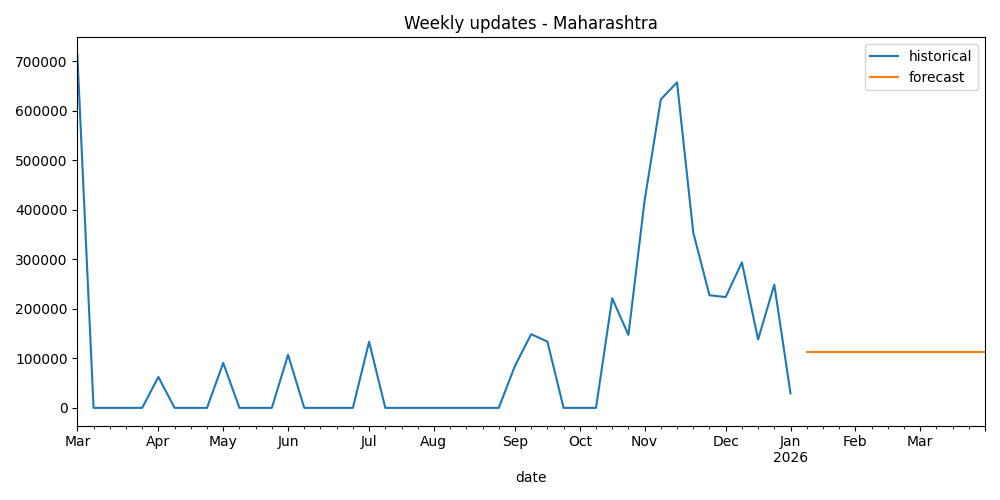 Weekly updates - Maharashtra
historical
forecast
700000
600000
500000
400000
300000
200000
100000
0
Mar Apr May Jun Jul Aug Sep Oct Nov Dec Jan Feb Mar
2026
date